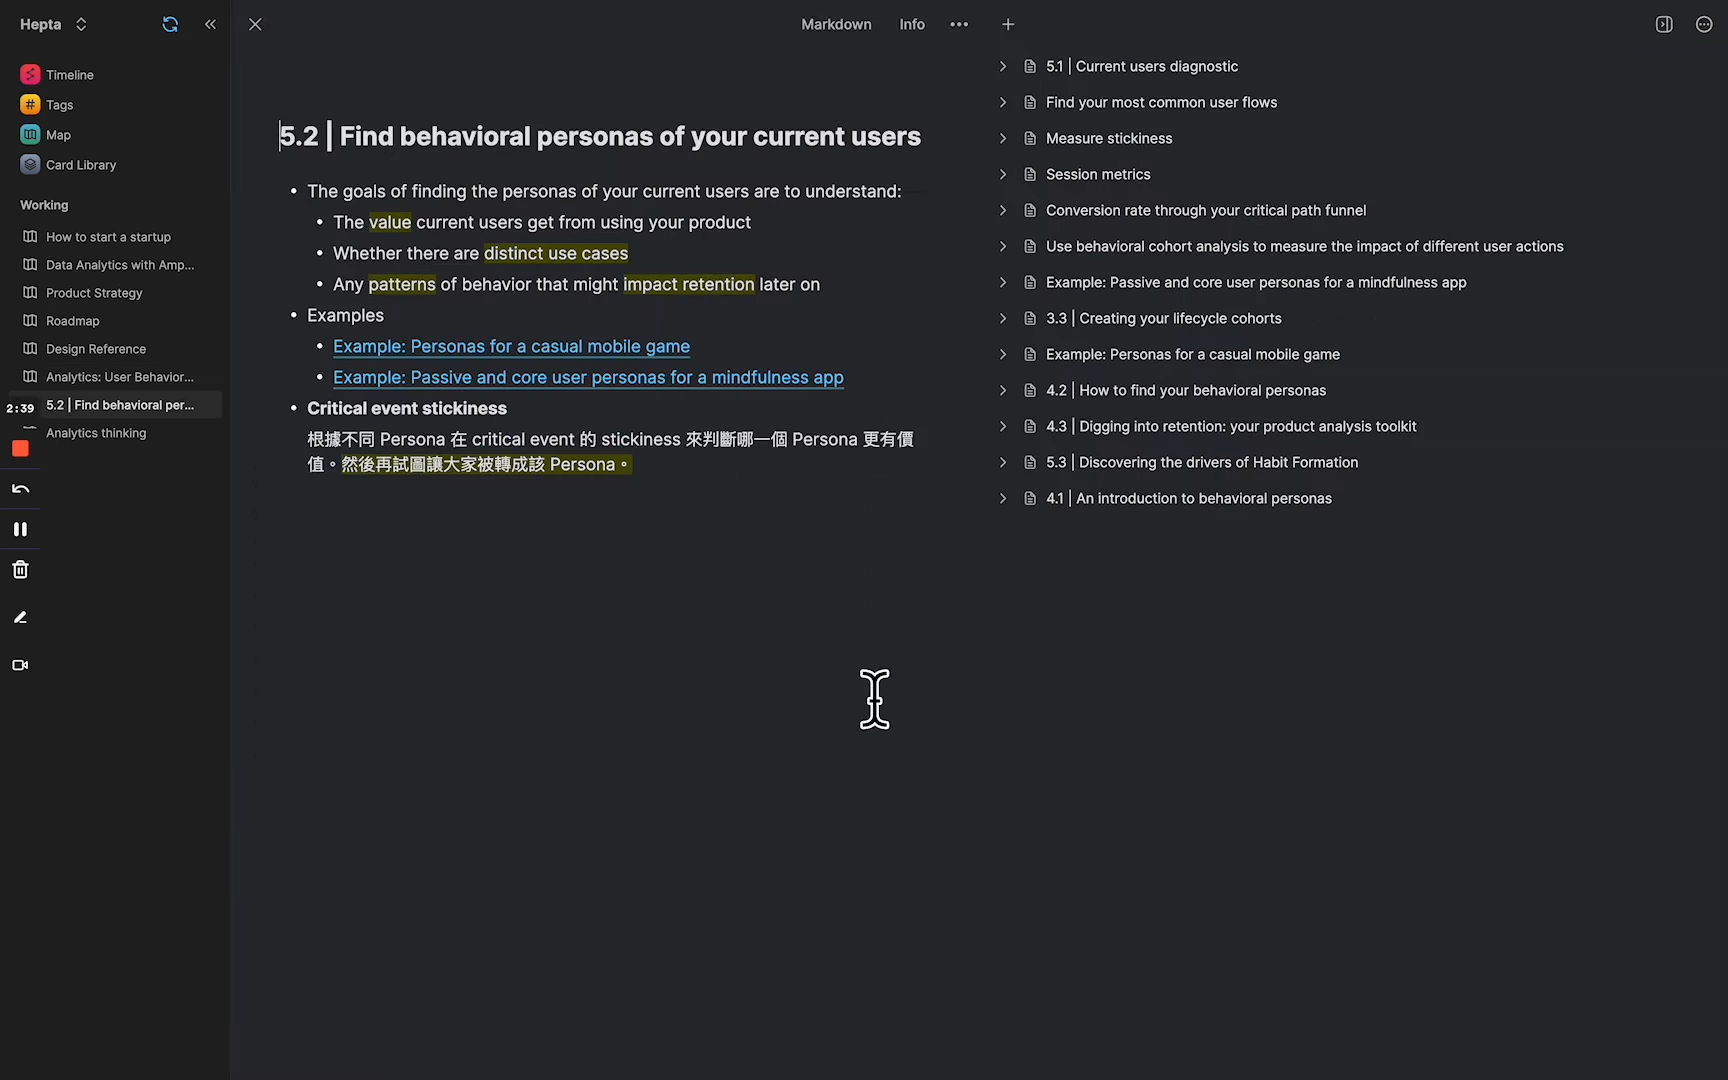 Hepta
Markdown
Info
Timeline
Tags
Map
Card Library
Working
How to start a startup
Data Analytics with Amp...
Product Strategy
Roadmap
Design Reference
Analytics: User Behavior...
2:39
5.2 | Find behavioral per...
Analytics thinking
5.2 | Find behavioral personas of your current users
• The goals of finding the personas of your current users are to understand:
• The value current users get from using your product
• Whether there are distinct use cases
• Any patterns of behavior that might impact retention later on
• Examples
• Example: Personas for a casual mobile game
• Example: Passive and core user personas for a mindfulness app
• Critical event stickiness
根據不同 Persona 在 critical event 的 stickiness 來判斷哪一個 Persona 更有價
值。然後再試圖讓大家被轉成該 Persona。
5.1 | Current users diagnostic
Find your most common user flows
Measure stickiness
Session metrics
Conversion rate through your critical path funnel
Use behavioral cohort analysis to measure the impact of different user actions
Example: Passive and core user personas for a mindfulness app
3.3 | Creating your lifecycle cohorts
Example: Personas for a casual mobile game
4.2 | How to find your behavioral personas
4.3 | Digging into retention: your product analysis toolkit
5.3 | Discovering the drivers of Habit Formation
4.1 | An introduction to behavioral personas